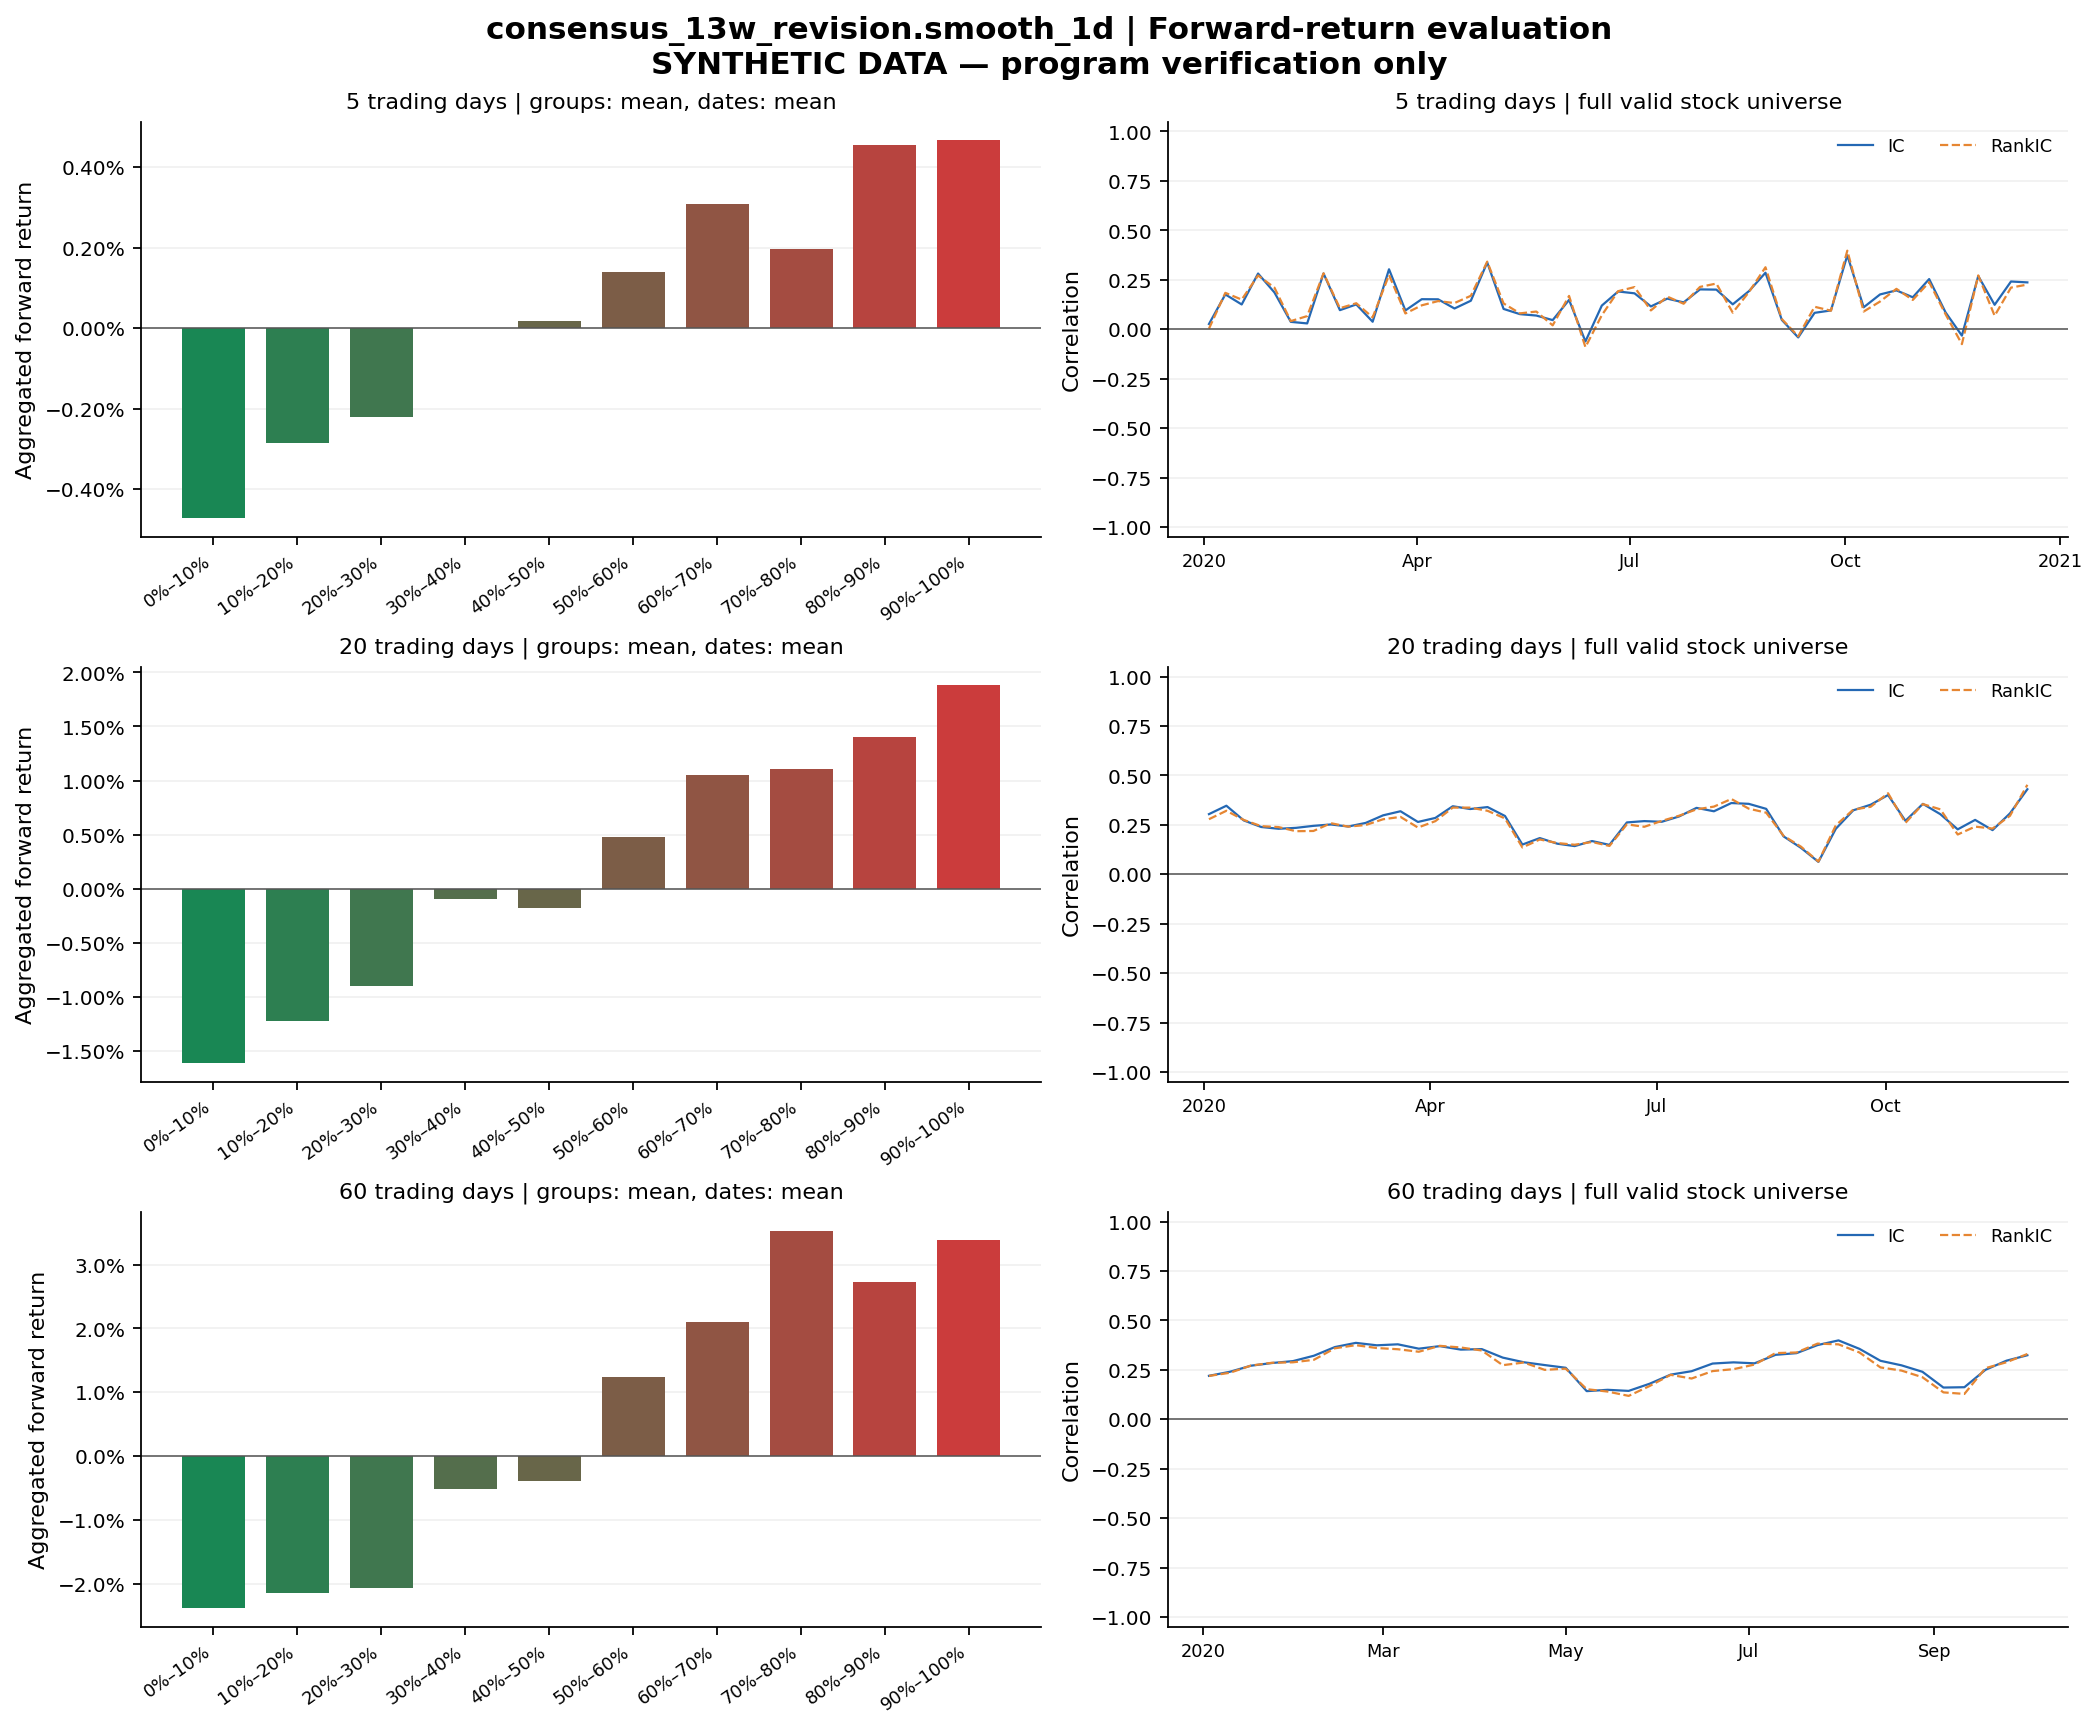 consensus_13w_revision.smooth_1d | Forward-return evaluation
SYNTHETIC DATA — program verification only
5 trading days | groups: mean, dates: mean
Aggregated forward return
0.40%
0.20%
0.00%
−0.20%
−0.40%
0%–10%
10%–20%
20%–30%
30%–40%
40%–50%
50%–60%
60%–70%
70%–80%
80%–90%
90%–100%
5 trading days | full valid stock universe
Correlation
1.00
0.75
0.50
0.25
0.00
−0.25
−0.50
−0.75
−1.00
IC
RankIC
2020
Apr
Jul
Oct
2021
20 trading days | groups: mean, dates: mean
Aggregated forward return
2.00%
1.50%
1.00%
0.50%
0.00%
−0.50%
−1.00%
−1.50%
0%–10%
10%–20%
20%–30%
30%–40%
40%–50%
50%–60%
60%–70%
70%–80%
80%–90%
90%–100%
20 trading days | full valid stock universe
Correlation
1.00
0.75
0.50
0.25
0.00
−0.25
−0.50
−0.75
−1.00
IC
RankIC
2020
Apr
Jul
Oct
60 trading days | groups: mean, dates: mean
Aggregated forward return
3.0%
2.0%
1.0%
0.0%
−1.0%
−2.0%
0%–10%
10%–20%
20%–30%
30%–40%
40%–50%
50%–60%
60%–70%
70%–80%
80%–90%
90%–100%
60 trading days | full valid stock universe
Correlation
1.00
0.75
0.50
0.25
0.00
−0.25
−0.50
−0.75
−1.00
IC
RankIC
2020
Mar
May
Jul
Sep